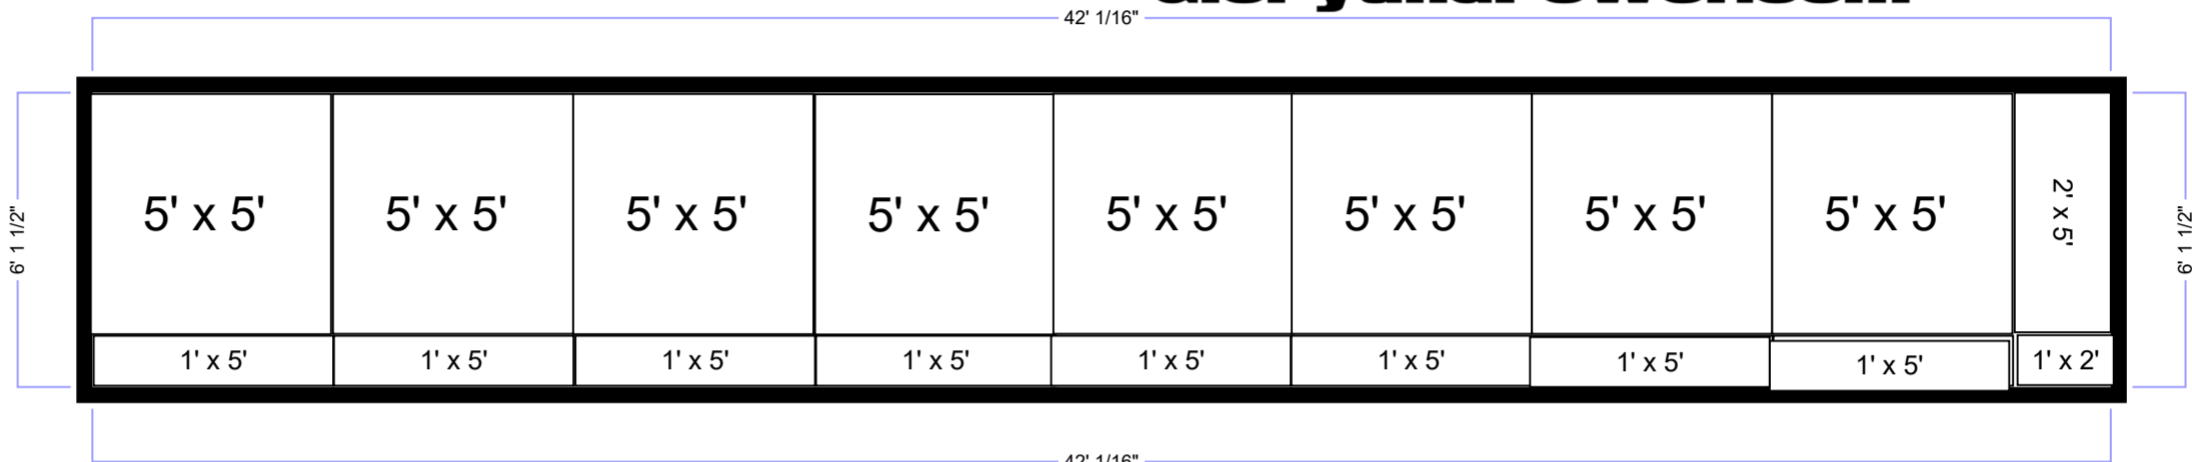 42' 1/16"
5' x 5' 5' x 5' 5' x 5' 5' x 5' 5' x 5' 5' x 5' 5' x 5' 5' x 5' 2' x 5'
6' 1 1/2" 6' 1 1/2"
1' x 5' 1' x 5' 1' x 5' 1' x 5' 1' x 5' 1' x 5' 1' x 5' 1' x 5' 1' x 2'
42' 1/16"